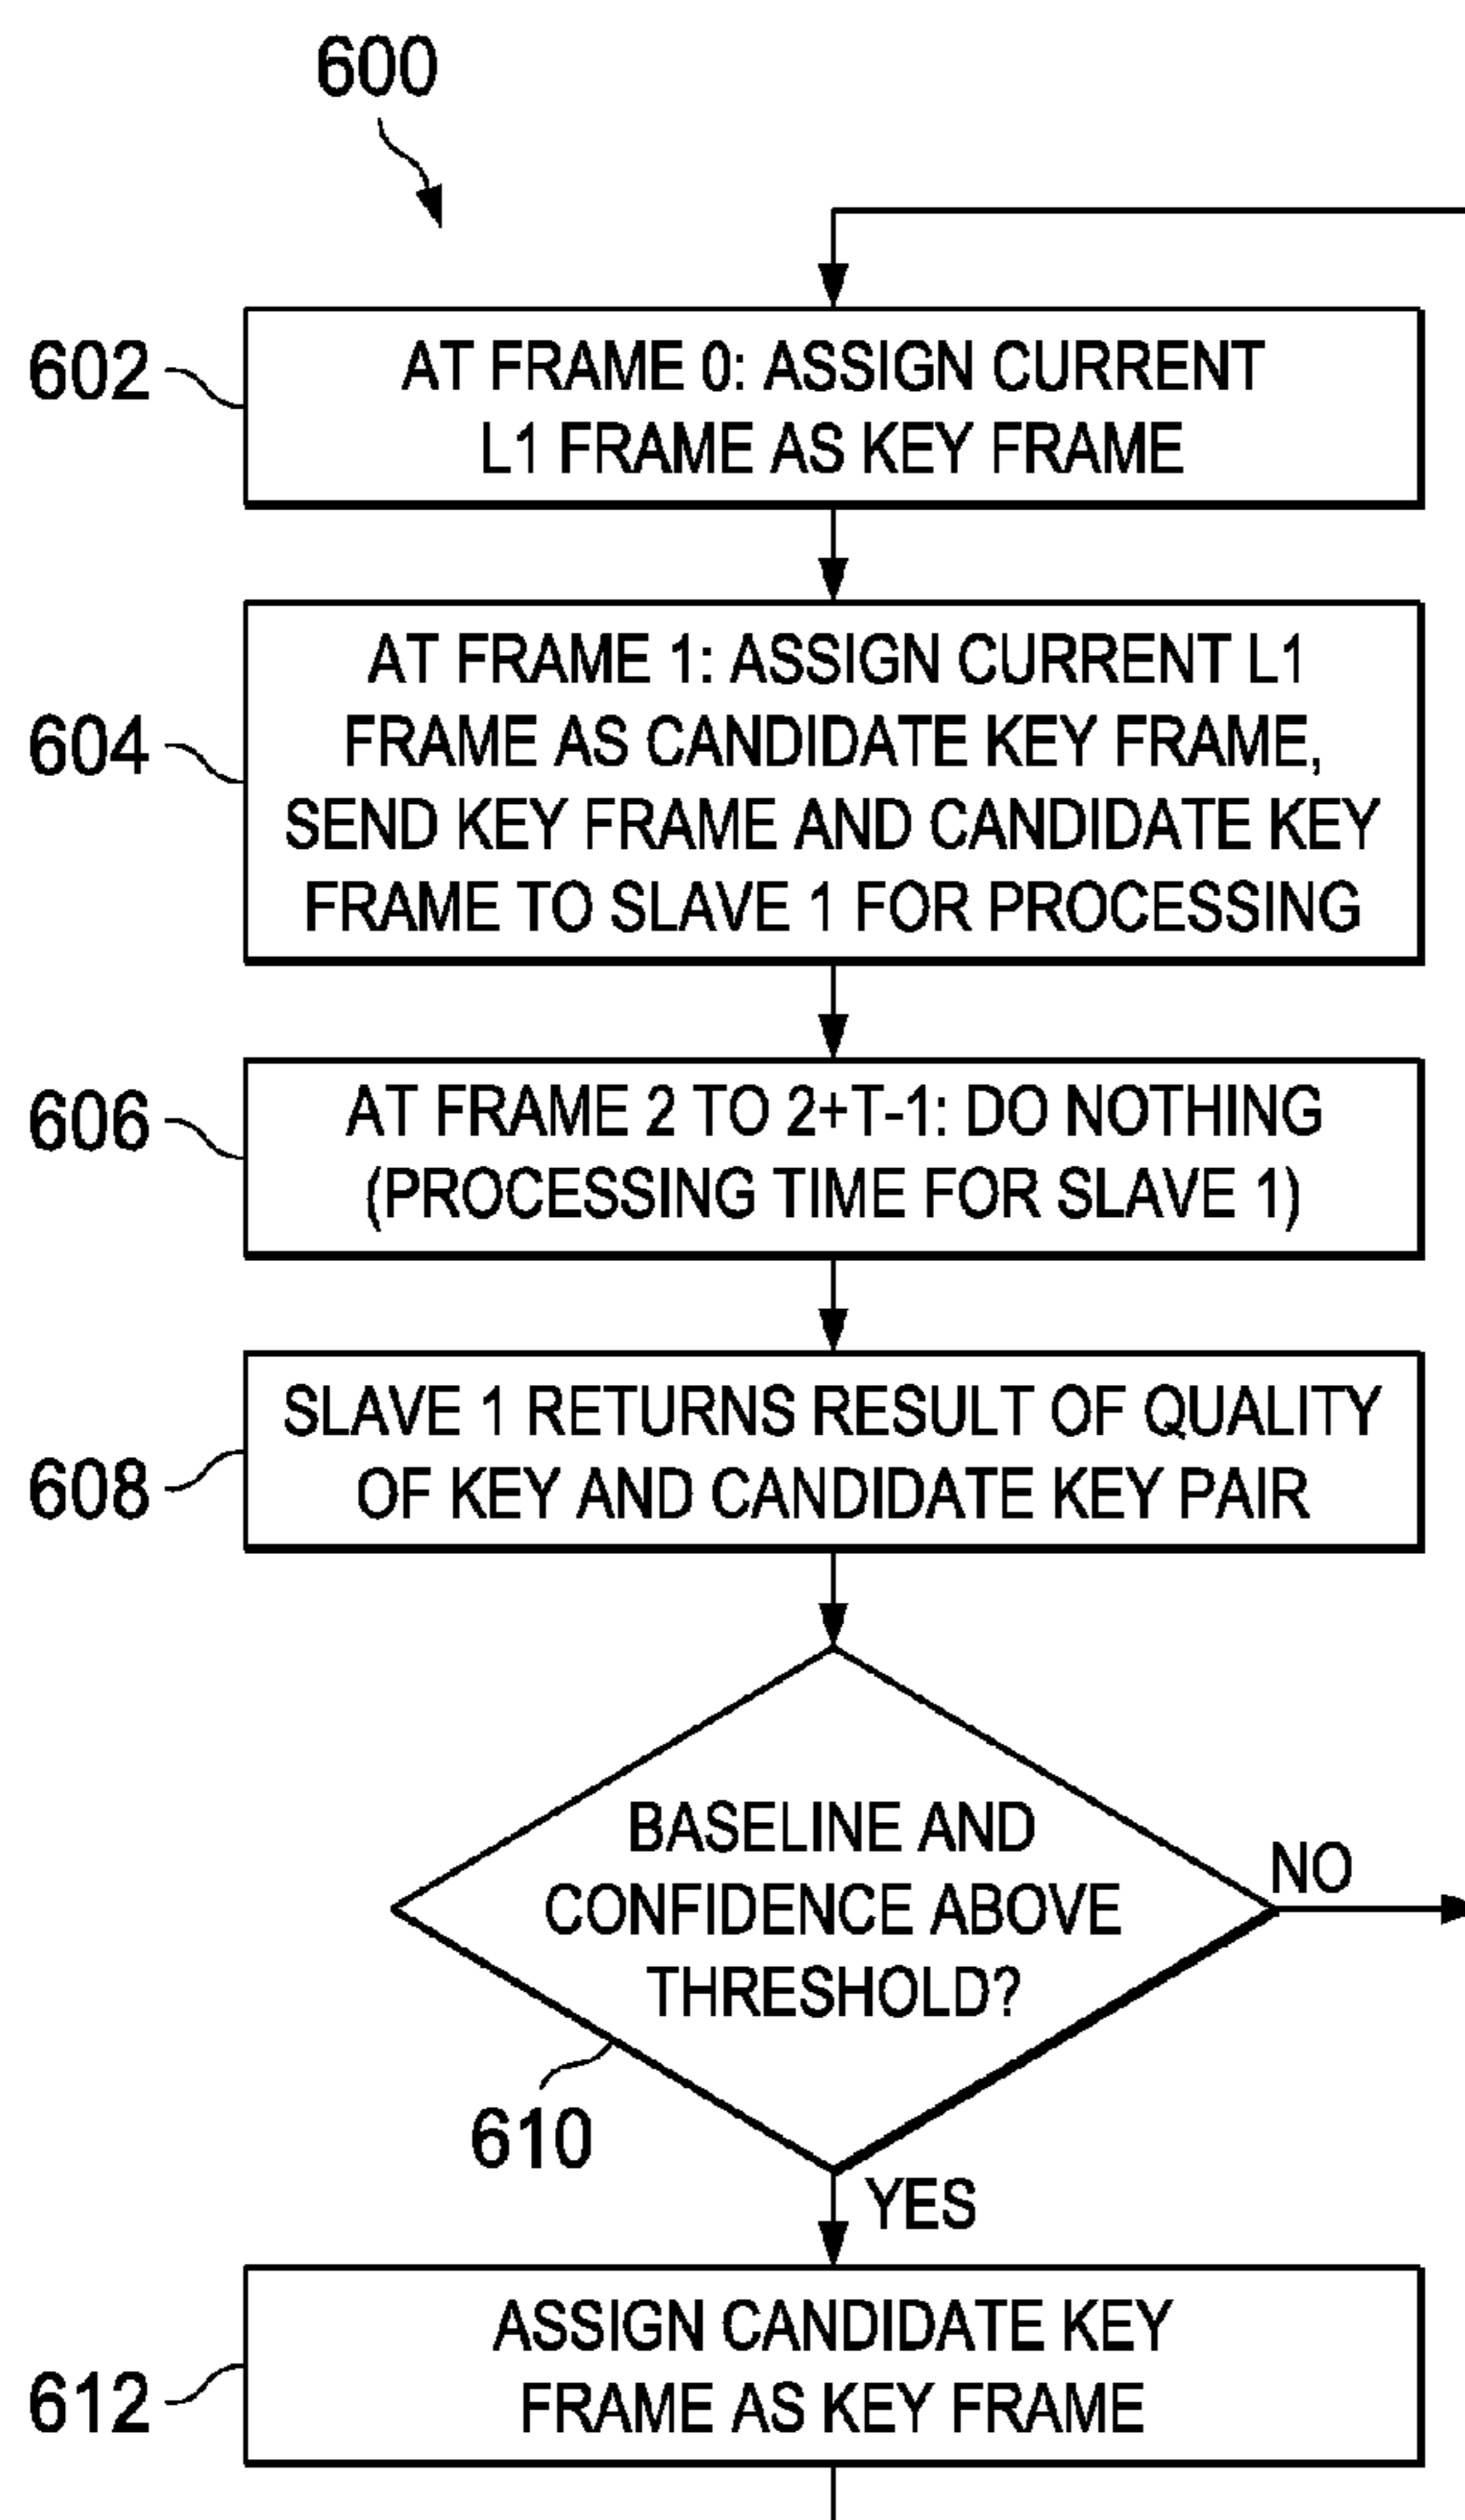 600
602
AT FRAME 0: ASSIGN CURRENT
L1 FRAME AS KEY FRAME
604
AT FRAME 1: ASSIGN CURRENT L1
FRAME AS CANDIDATE KEY FRAME,
SEND KEY FRAME AND CANDIDATE KEY
FRAME TO SLAVE 1 FOR PROCESSING
606
AT FRAME 2 TO 2+T-1: DO NOTHING
(PROCESSING TIME FOR SLAVE 1)
608
SLAVE 1 RETURNS RESULT OF QUALITY
OF KEY AND CANDIDATE KEY PAIR
BASELINE AND
CONFIDENCE ABOVE
THRESHOLD?
NO
610
YES
612
ASSIGN CANDIDATE KEY
FRAME AS KEY FRAME